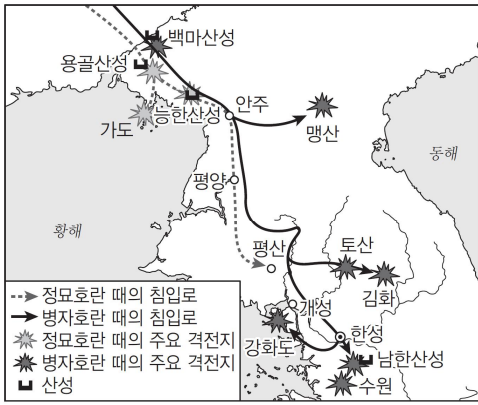 백마산성
용골산성
능한산성
안주
가도
맹산
동해
평양
황해
평산
토산
김화
개성
한성
강화도
남한산성
수원
정묘호란 때의 침입로
병자호란 때의 침입로
정묘호란 때의 주요 격전지
병자호란 때의 주요 격전지
산성